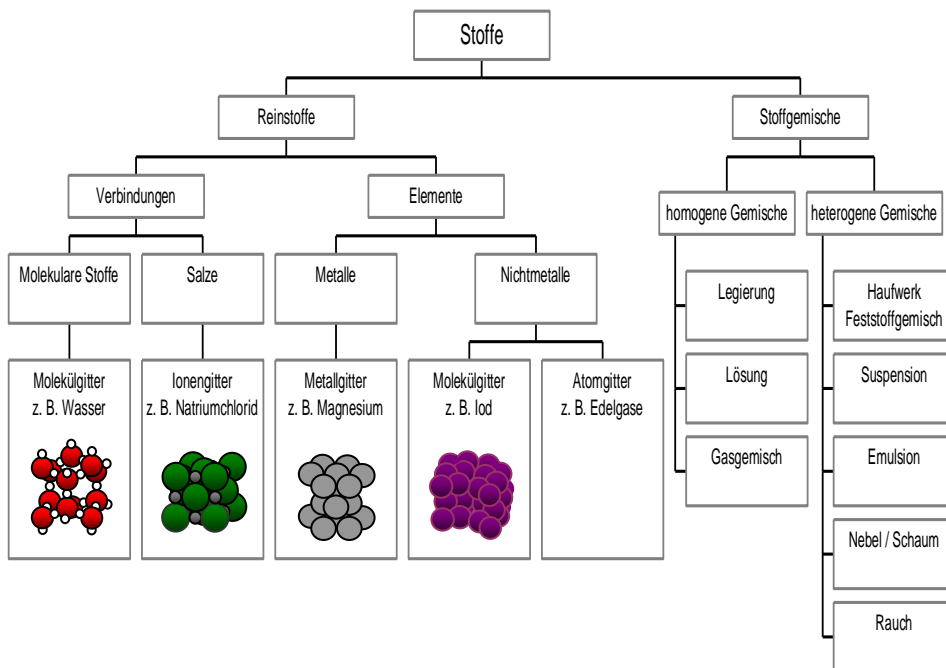 Stoffe
Reinstoffe
Stoffgemische
Verbindungen
Elemente
homogene Gemische
heterogene Gemische
Molekulare Stoffe
Salze
Metalle
Nichtmetalle
Legierung
Haufwerk
Feststoffgemisch
Molekülgitter
z. B. Wasser
Ionengitter
z. B. Natriumchlorid
Metallgitter
z. B. Magnesium
Molekülgitter
z. B. Iod
Atomgitter
z. B. Edelgase
Lösung
Suspension
Gasgemisch
Emulsion
Nebel / Schaum
Rauch